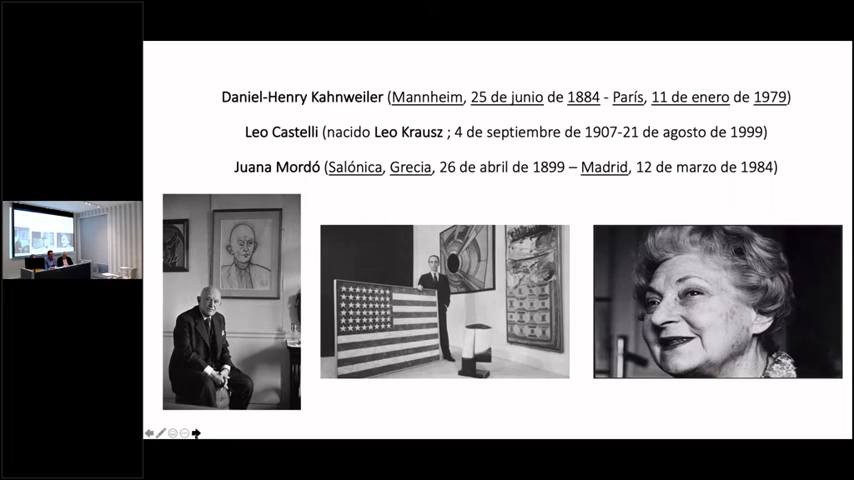 Daniel-Henry Kahnweiler (Mannheim, 25 de junio de 1884 - París, 11 de enero de 1979)
Leo Castelli (nacido Leo Krausz ; 4 de septiembre de 1907-21 de agosto de 1999)
Juana Mordó (Salónica, Grecia, 26 de abril de 1899 – Madrid, 12 de marzo de 1984)